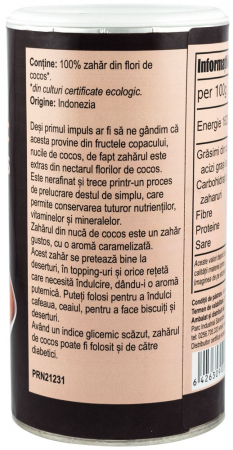 Conține: 100% zahăr din flori de
cocos*
*din culturi certificate ecologic.
Origine: Indonezia
Deși primul impuls ar fi să ne gândim că
acesta provine din fructele copacului,
nucile de cocos, de fapt zahărul este
extras din nectarul florilor de cocos.
Este nerafinat și trece printr-un proces
de prelucrare destul de simplu, care
permite conservarea tuturor nutrienților,
vitaminelor și mineralelor.
Zahărul din nucă de cocos este un zahăr
gustos, cu o aromă caramelizată.
Acest zahăr se pretează bine la
deserturi, în topping-uri și orice rețetă
care necesită îndulcire, dându-i o aromă
puternică. Puteți folosi pentru a îndulci
cafeaua, ceaiul, pentru a face biscuiți și
deserturi.
Având un indice glicemic scăzut, zahărul
de cocos poate fi folosit și de către
diabetici.
PRN21231
per 100g
Energie
Grăsimi din
acizi
zaharuri
Fibre
Proteine
Sare